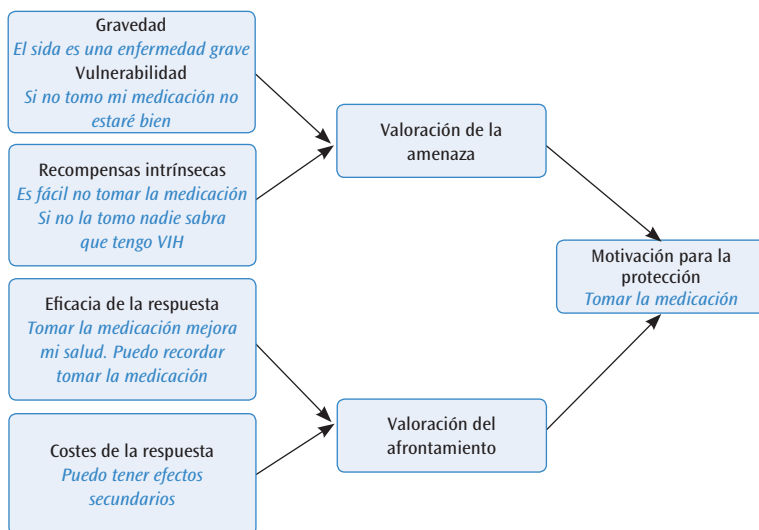 Gravedad
El sida es una enfermedad grave
Vulnerabilidad
Si no tomo mi medicación no
estaré bien
Recompensas intrínsecas
Es fácil no tomar la medicación
Si no la tomo nadie sabra
que tengo VIH
Eficacia de la respuesta
Tomar la medicación mejora
mi salud. Puedo recordar
tomar la medicación
Costes de la respuesta
Puedo tener efectos
secundarios
Valoración de la
amenaza
Valoración del
afrontamiento
Motivación para la
protección
Tomar la medicación